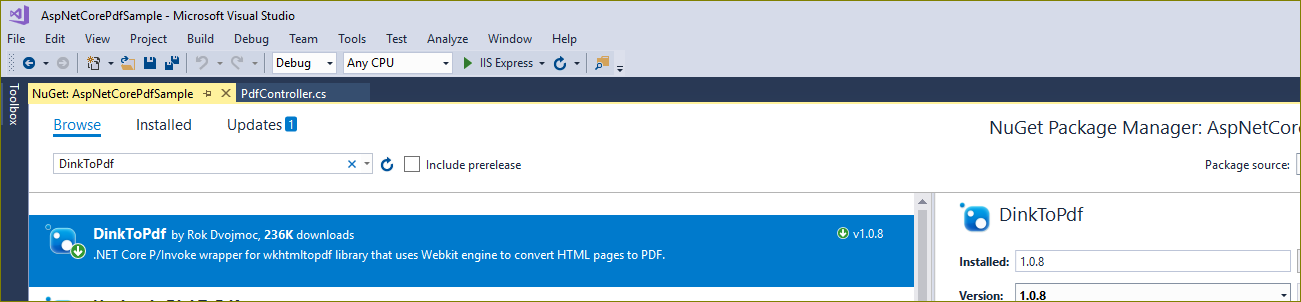 AspNetCorePdfSample - Microsoft Visual Studio
File Edit View Project Build Debug Team Tools Test Analyze Window Help
Debug Any CPU IIS Express
Toolbox
NuGet: AspNetCorePdfSample PdfController.cs
Browse Installed Updates 1
NuGet Package Manager: AspNetCore
DinkToPdf Include prerelease
Package source:
DinkToPdf by Rok Dvojmoc, 236K downloads v1.0.8
.NET Core P/Invoke wrapper for wkhtmltopdf library that uses Webkit engine to convert HTML pages to PDF.
DinkToPdf
Installed: 1.0.8
Version: 1.0.8